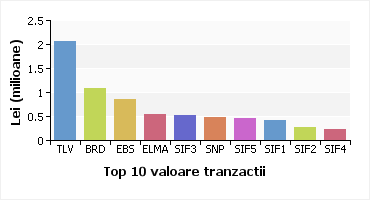 2.5
2
1.5
1
0.5
0
Lei (milioane)
TLV BRD EBS ELMA SIF3 SNP SIF5 SIF1 SIF2 SIF4
Top 10 valoare tranzactii